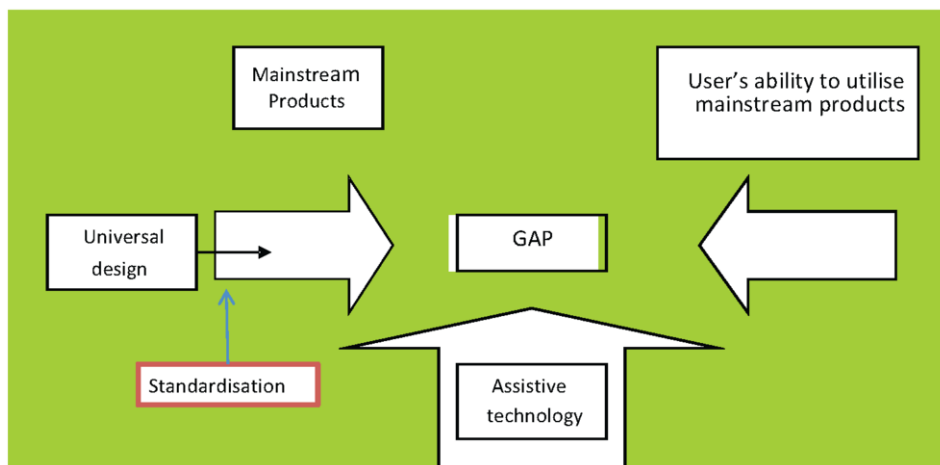 Mainstream
Products
User's ability to utilise
mainstream products
Universal
design
GAP
Standardisation
Assistive
technology